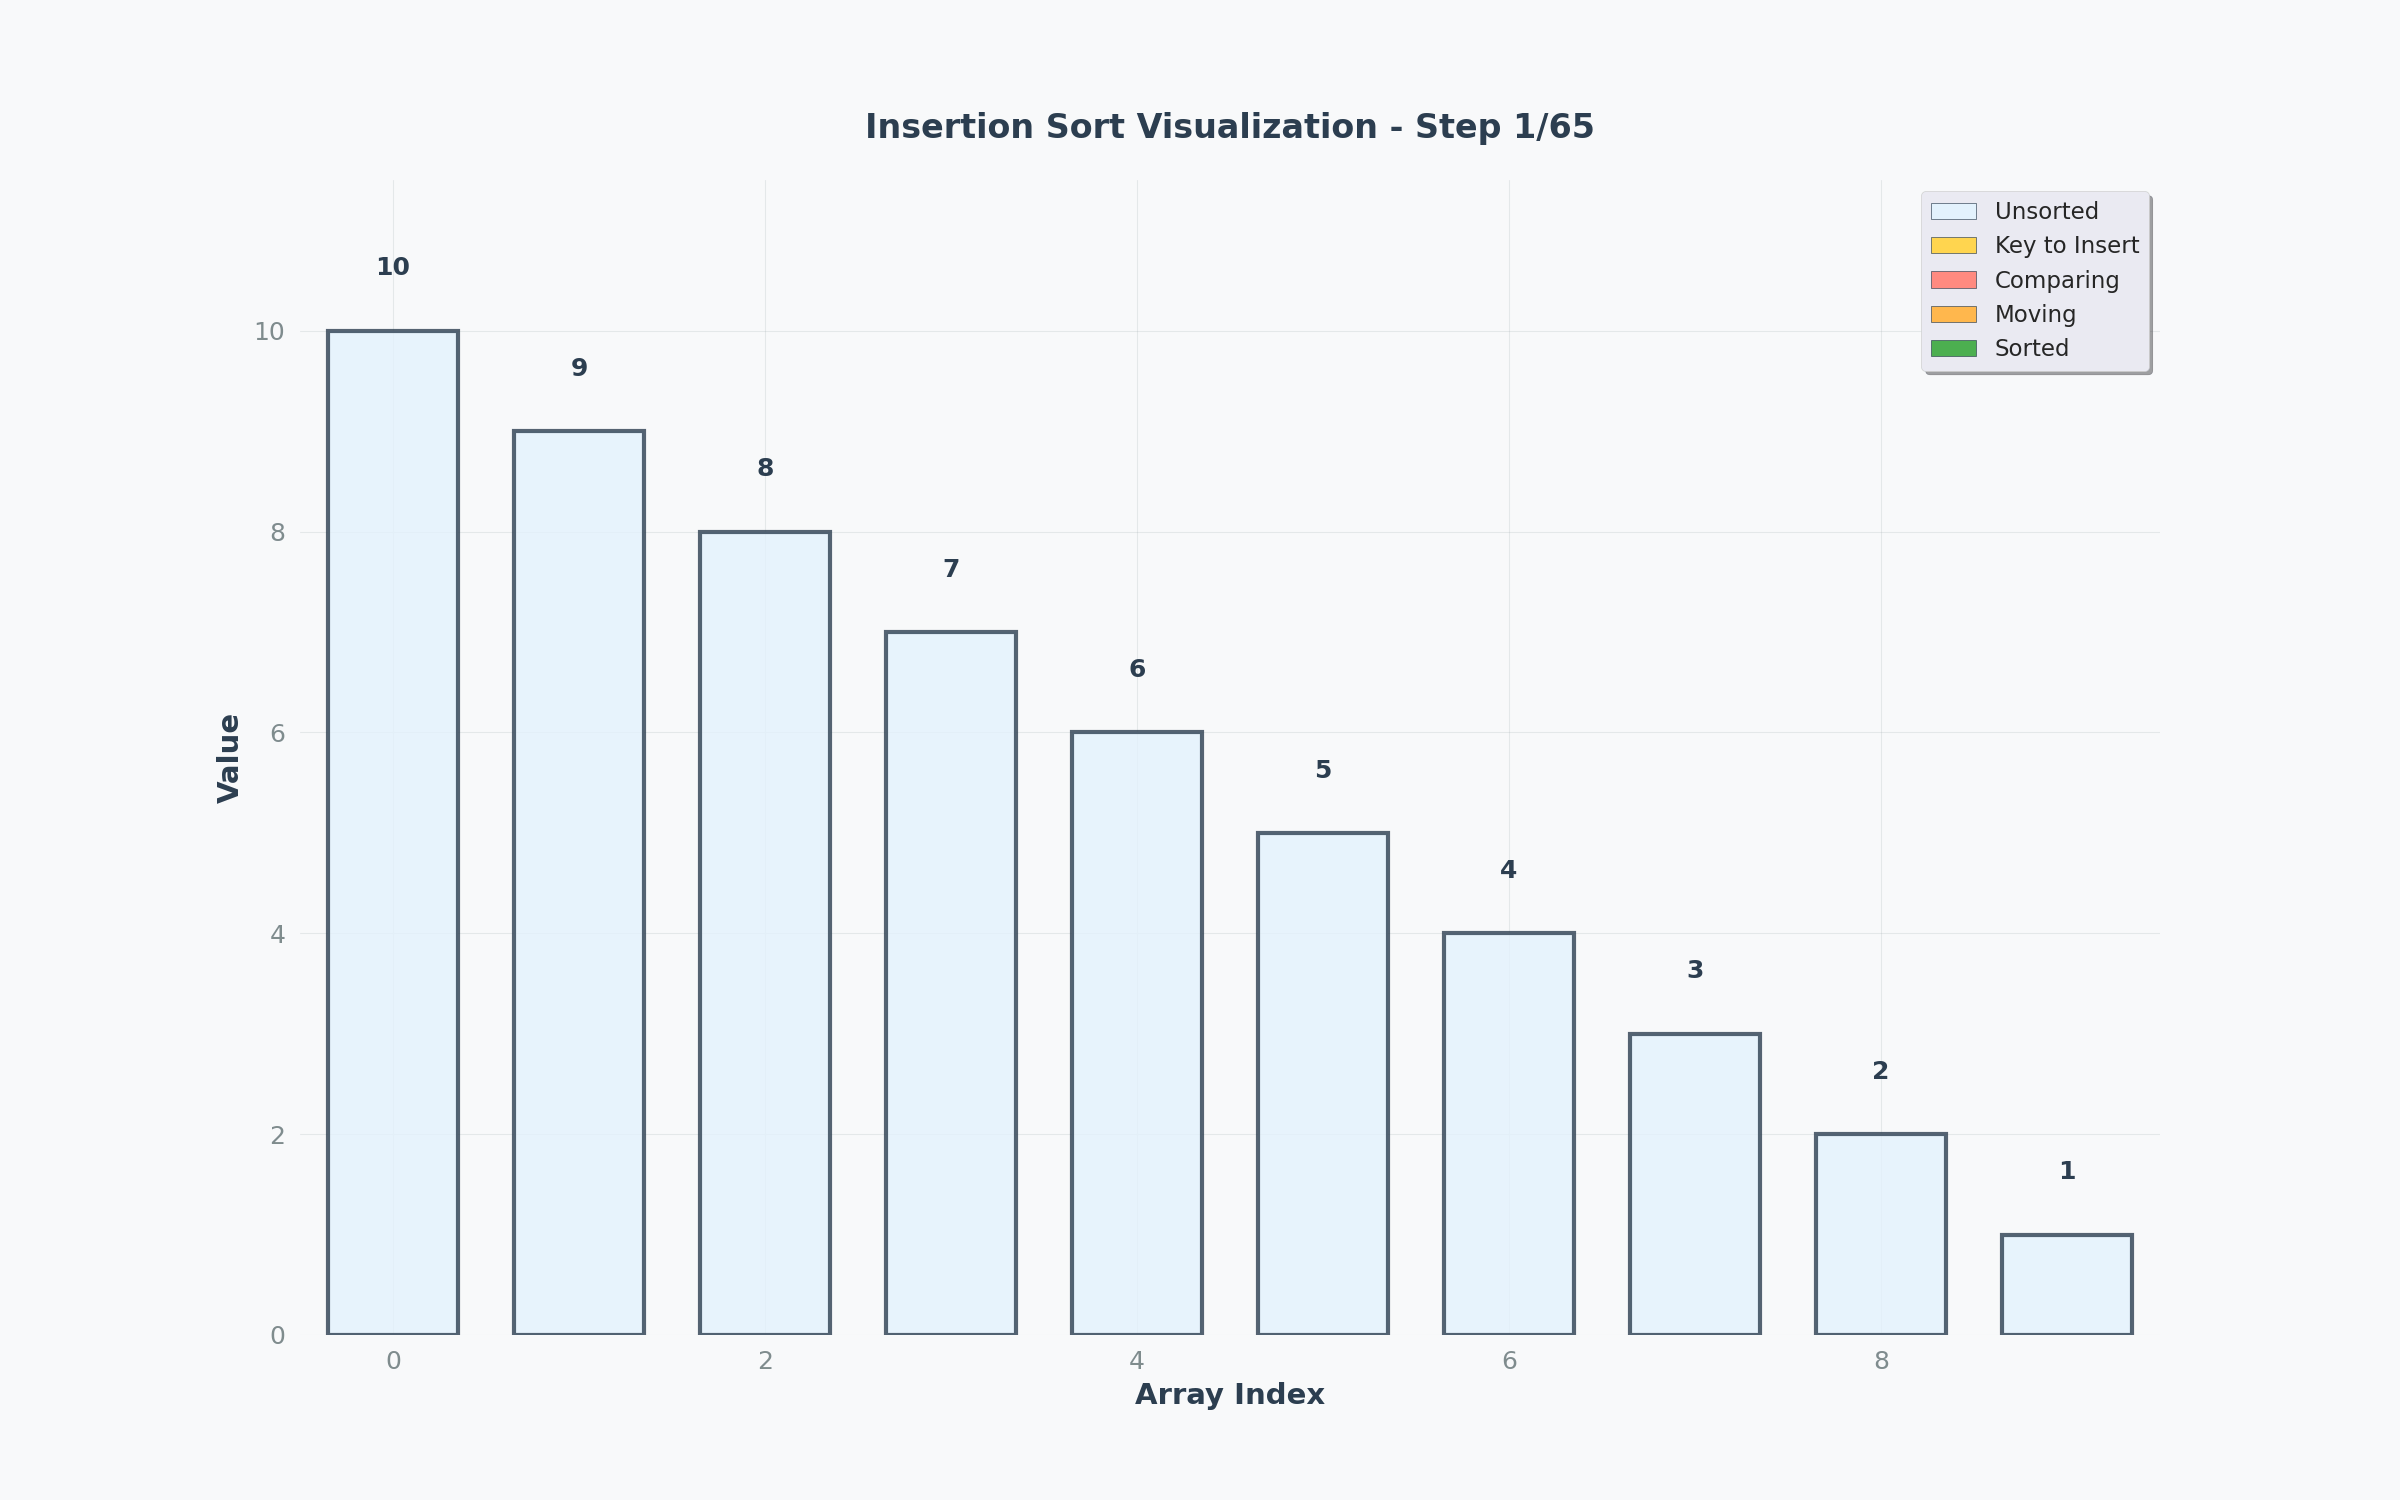 Insertion Sort Visualization - Step 1/65
Unsorted
Key to Insert
Comparing
Moving
Sorted
10
9
8
7
6
5
4
3
2
1
10
8
6
4
2
0
Value
0 2 4 6 8
Array Index